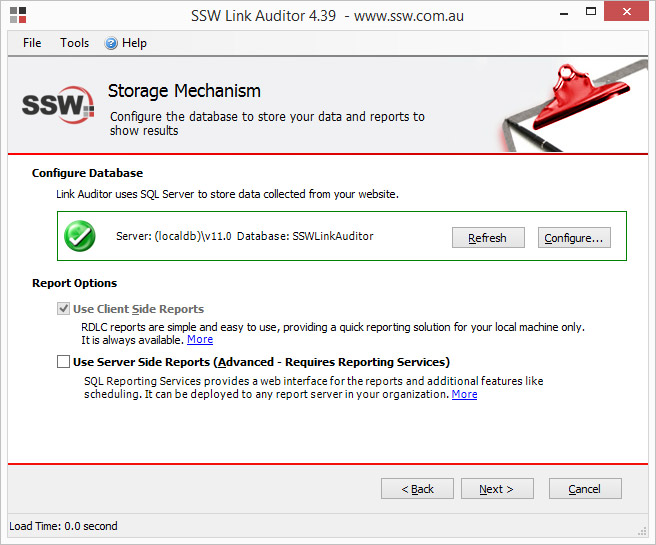 SSW Link Auditor 4.39 - www.ssw.com.au
File Tools Help
SSW
Storage Mechanism
Configure the database to store your data and reports to
show results
Configure Database
Link Auditor uses SQL Server to store data collected from your website.
Server: (localdb)\v11.0 Database: SSWLinkAuditor
Refresh Configure...
Report Options
Use Client Side Reports
RDLC reports are simple and easy to use, providing a quick reporting solution for your local machine only.
It is always available. More
Use Server Side Reports (Advanced - Requires Reporting Services)
SQL Reporting Services provides a web interface for the reports and additional features like
scheduling. It can be deployed to any report server in your organization. More
< Back Next > Cancel
Load Time: 0.0 second